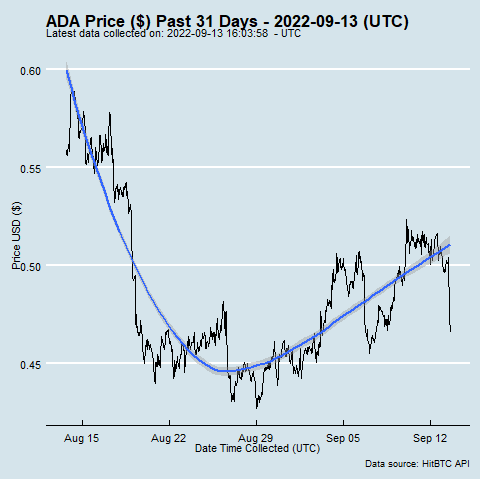 ADA Price ($) Past 31 Days - 2022-09-13 (UTC)
Latest data collected on: 2022-09-13 16:03:58 - UTC
0.60
0.55
0.50
0.45
Price USD ($)
Aug 15 Aug 22 Aug 29 Sep 05 Sep 12
Date Time Collected (UTC)
Data source: HitBTC API